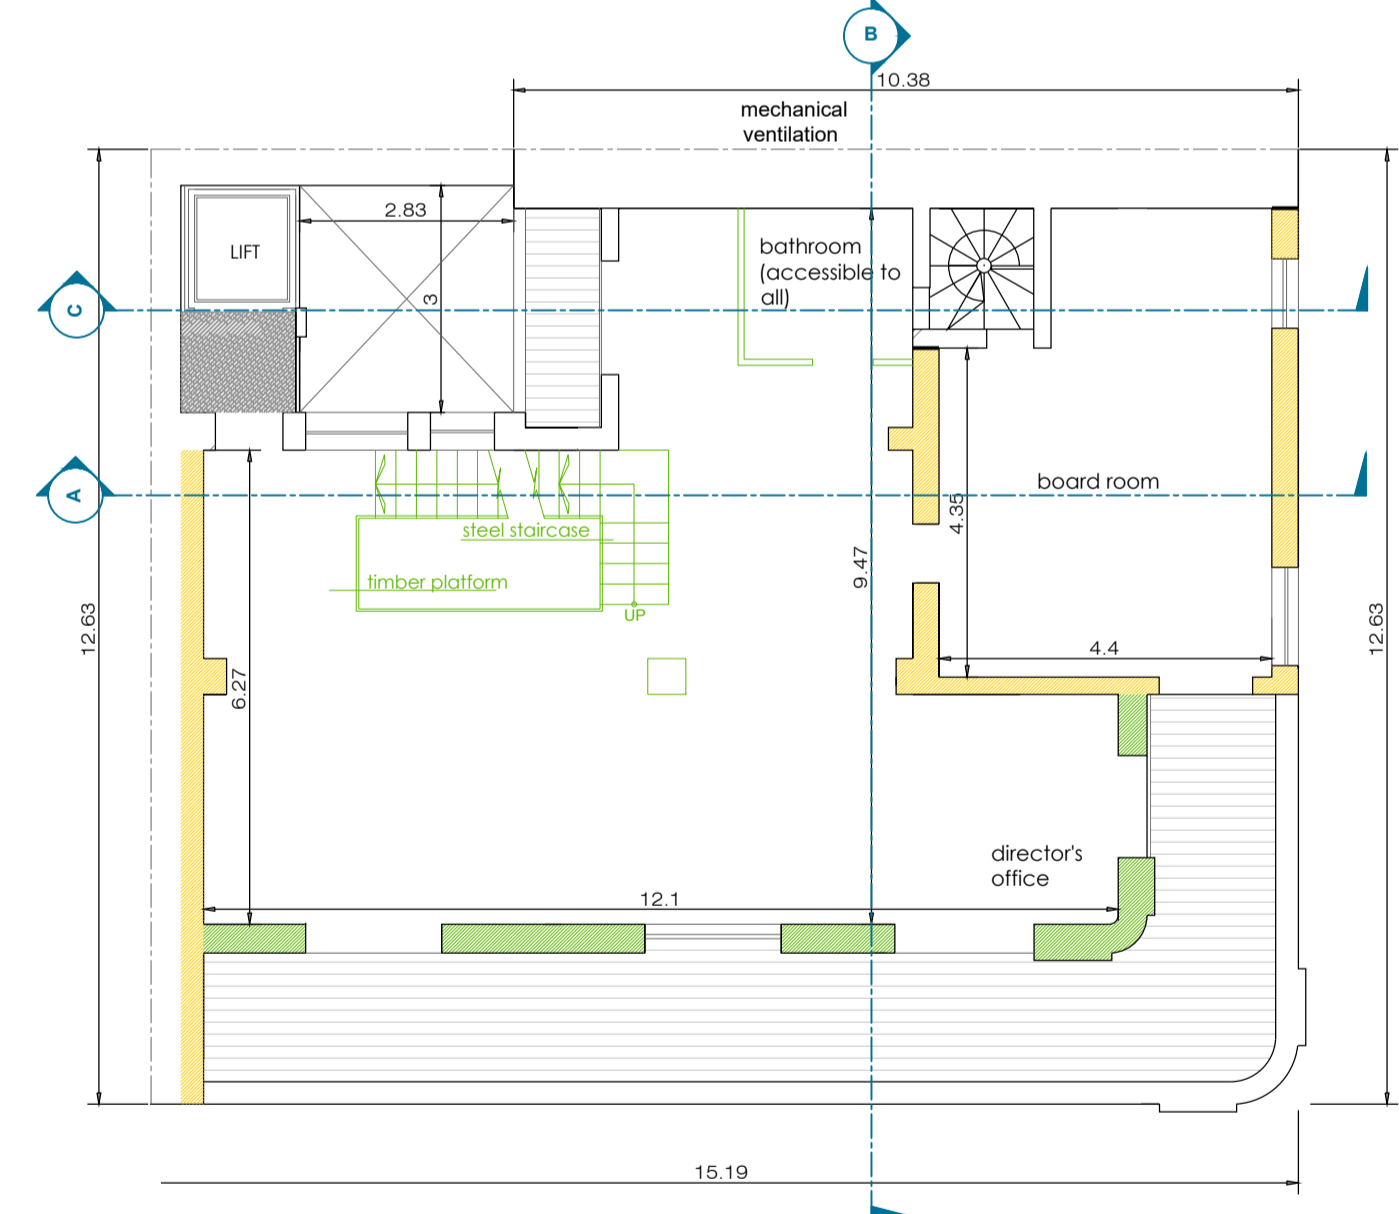 B
10.38
mechanical
ventilation
2.83
LIFT
bathroom
(accessible to
all)
3
C
A
board room
4.35
steel staircase
9.47
timber platform
UP
12.63
12.63
4.4
6.27
director's
office
12.1
15.19